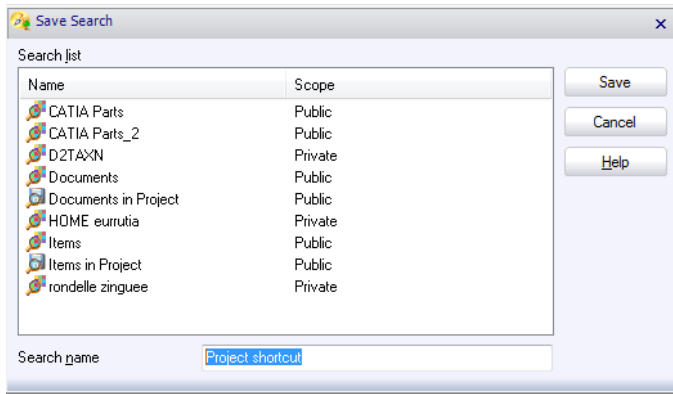 Save Search
Search list
Name Scope
CATIA Parts Public
CATIA Parts_2 Public
D2TAXN Private
Documents Public
Documents in Project Public
HOME eurrutia Private
Items Public
Items in Project Public
rondelle zinguee Private
Save
Cancel
Help
Search name Project shortcut